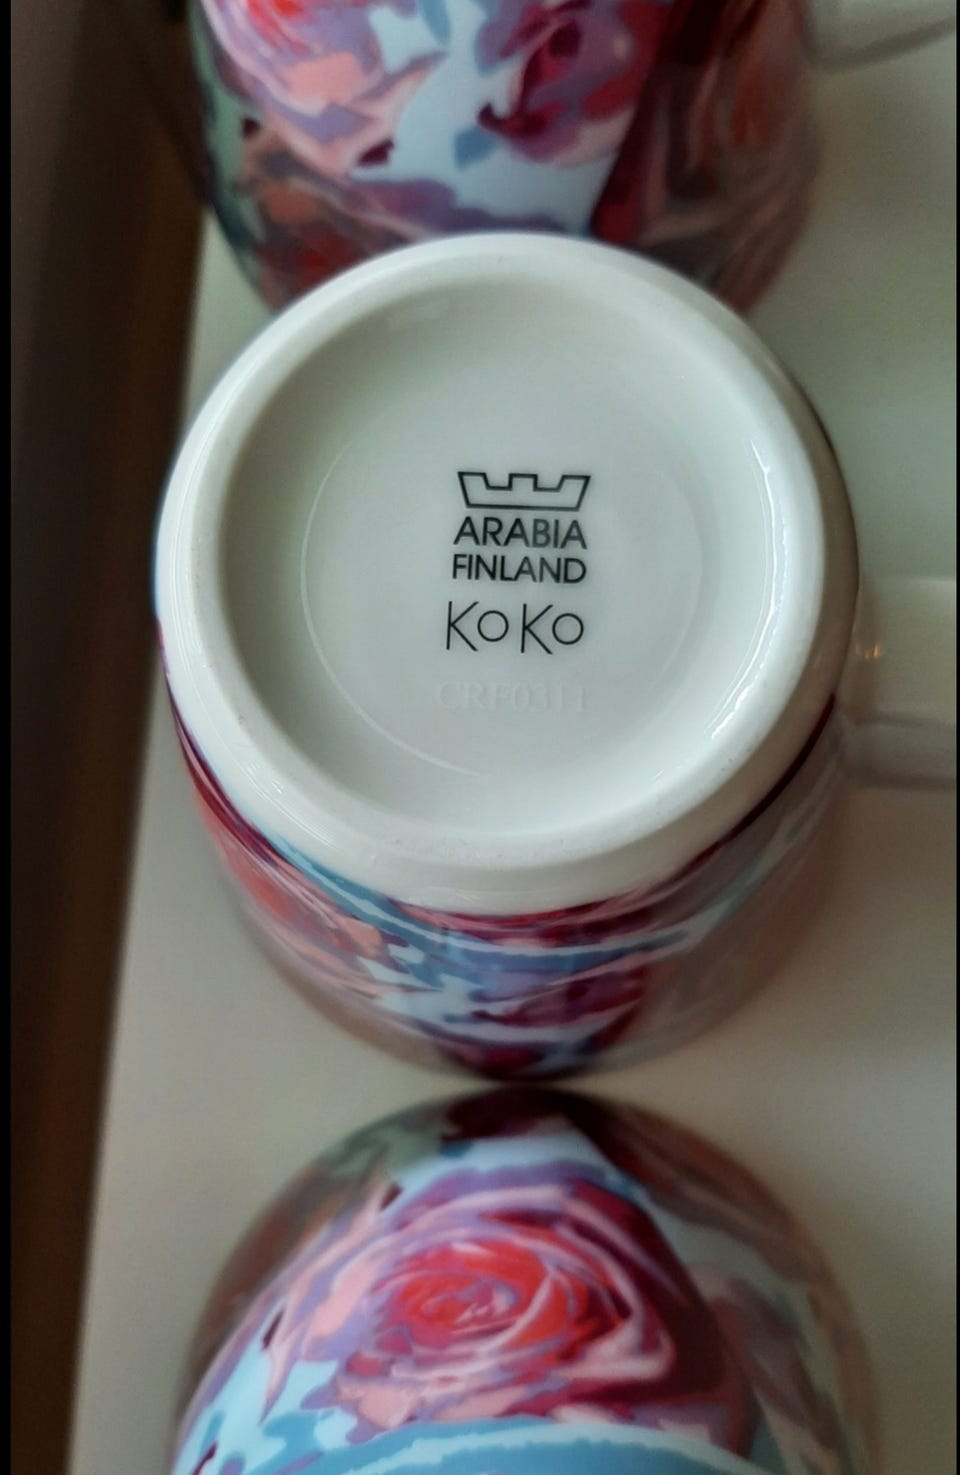 ARABIA
FINLAND
KoKo
CRF0311